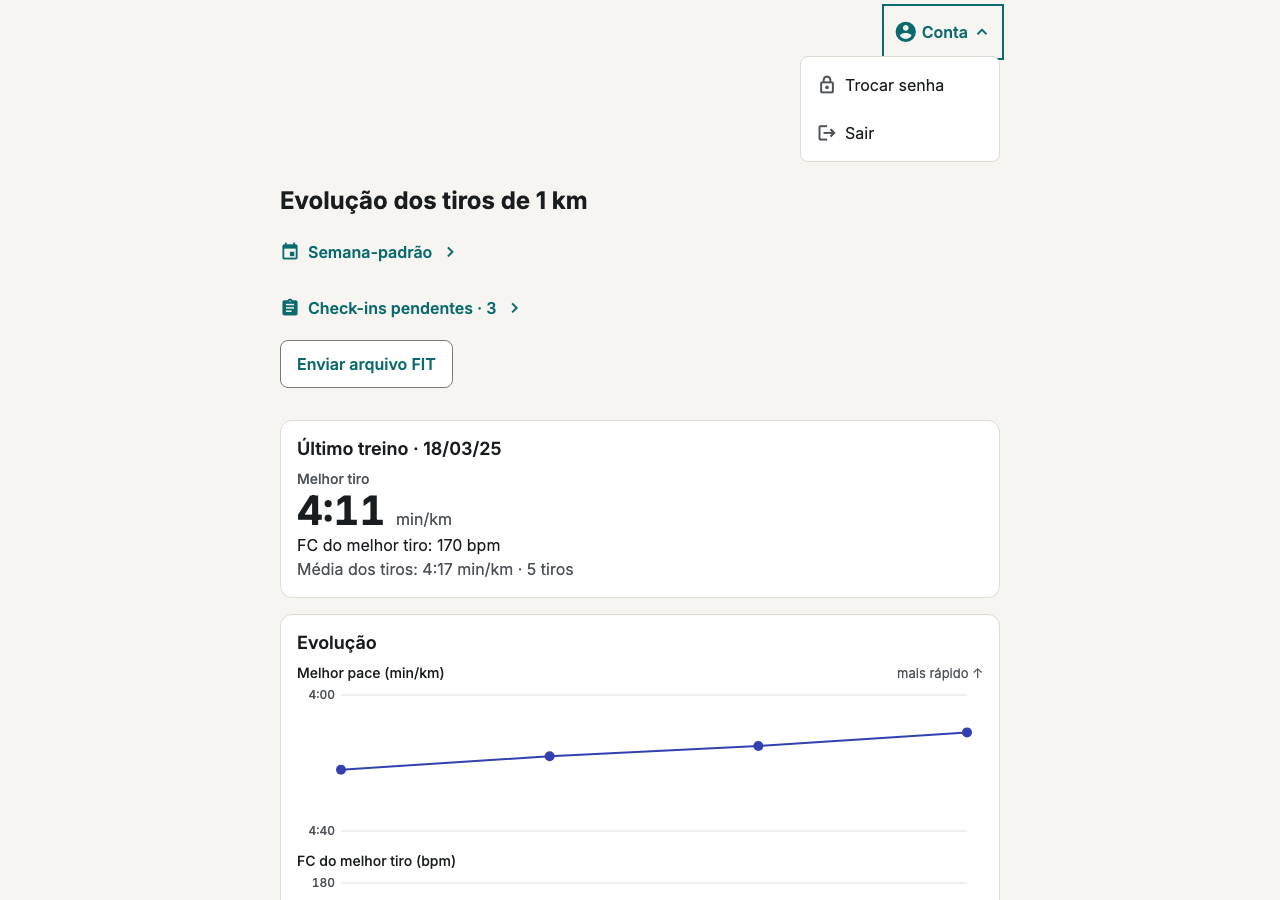 Conta
Trocar senha
Sair
Evolução dos tiros de 1 km
Semana-padrão
Check-ins pendentes · 3
Enviar arquivo FIT
Último treino · 18/03/25
Melhor tiro
4:11 min/km
FC do melhor tiro: 170 bpm
Média dos tiros: 4:17 min/km · 5 tiros
Evolução
Melhor pace (min/km) mais rápido ↑
4:00
4:40
FC do melhor tiro (bpm)
180